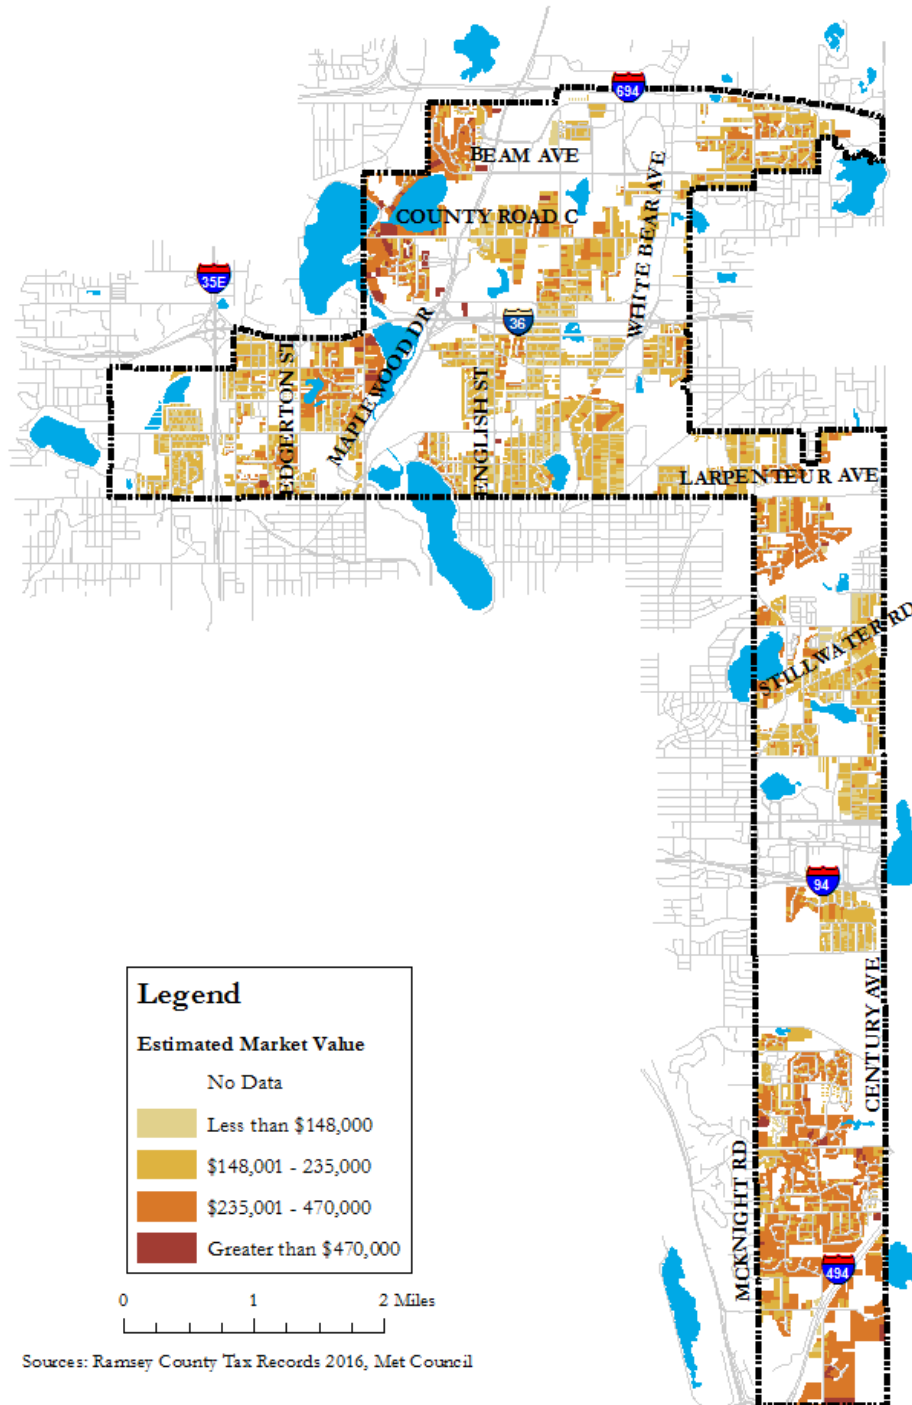 694
BEAM AVE
COUNTY ROAD C
WHITE BEAR AVE
35E
36
MAPLEWOOD DR
EDGERTON ST
ENGLISH ST
LARPENTEUR AVE
STILLWATER RD
94
CENTURY AVE
MCKNIGHT RD
494
Legend
Estimated Market Value
No Data
Less than $148,000
$148,001 - 235,000
$235,001 - 470,000
Greater than $470,000
0 1 2 Miles
Sources: Ramsey County Tax Records 2016, Met Council